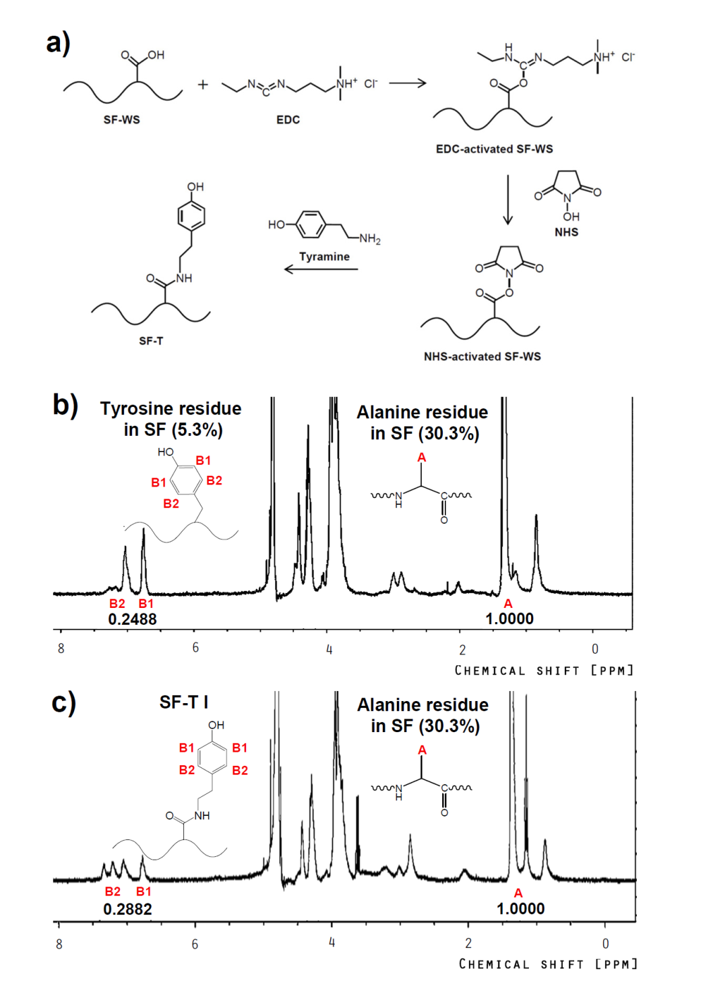 a)
O OH
+
N C N NH+ Cl-
SF-WS
EDC
H
N C N NH+ Cl-
O O
EDC-activated SF-WS
O N O
OH
NHS
OH
O NH
SF-T
HO NH2
Tyramine
O N O
O O
NHS-activated SF-WS
b)
Tyrosine residue
in SF (5.3%)
HO
B1
B1
B2
B2
Alanine residue
in SF (30.3%)
A
N
H
C
O
B2 B1
0.2488
A
1.0000
8 6 4 2 0
CHEMICAL SHIFT [PPM]
c)
SF-T I
OH
B1 B1
B2 B2
O NH
Alanine residue
in SF (30.3%)
A
N
H
C
O
B2 B1
0.2882
A
1.0000
8 6 4 2 0
CHEMICAL SHIFT [PPM]